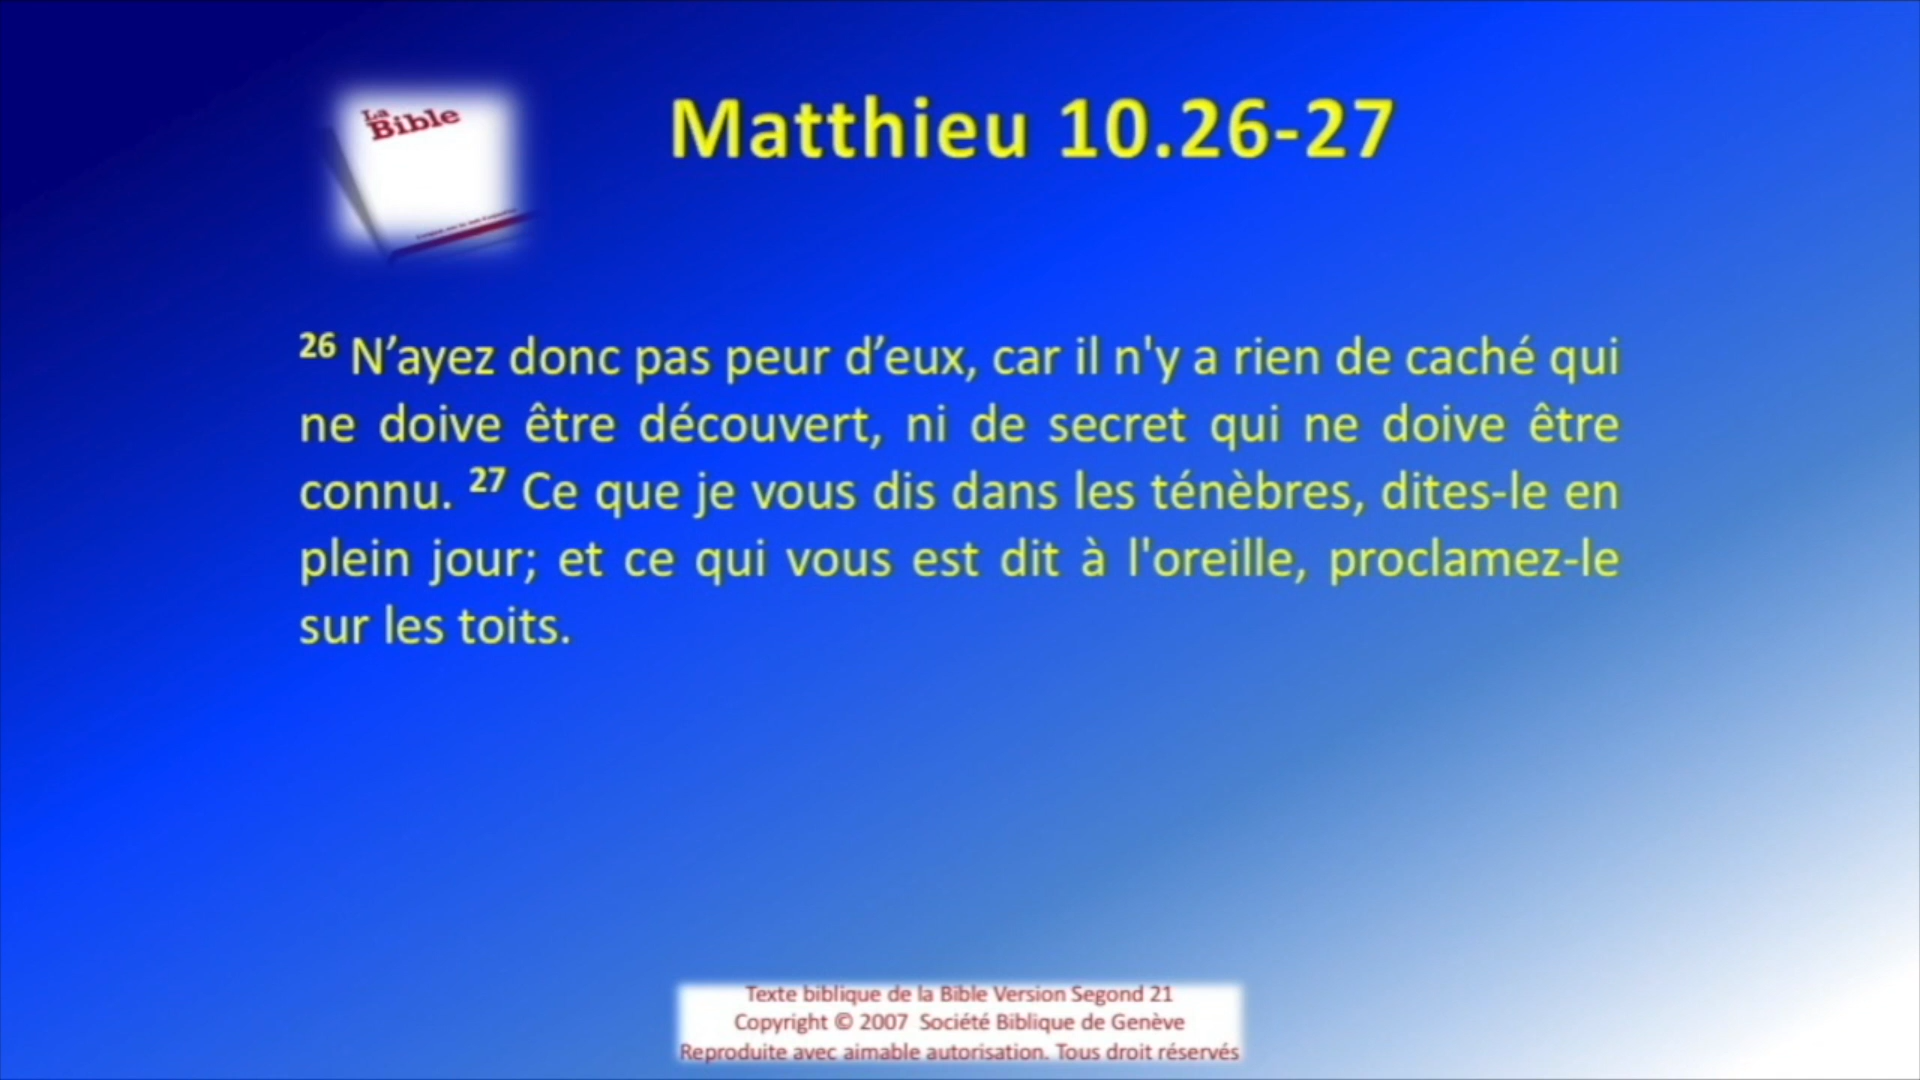 La
Bible
Matthieu 10.26-27
26 N’ayez donc pas peur d’eux, car il n'y a rien de caché qui
ne doive être découvert, ni de secret qui ne doive être
connu. 27 Ce que je vous dis dans les ténèbres, dites-le en
plein jour; et ce qui vous est dit à l'oreille, proclamez-le
sur les toits.
Texte biblique de la Bible Version Segond 21
Copyright © 2007 Société Biblique de Genève
Reproduite avec aimable autorisation. Tous droit réservés